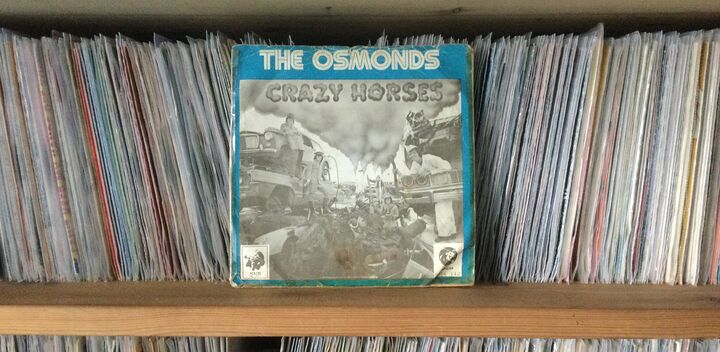 THE OSMONDS
CRAZY HORSES